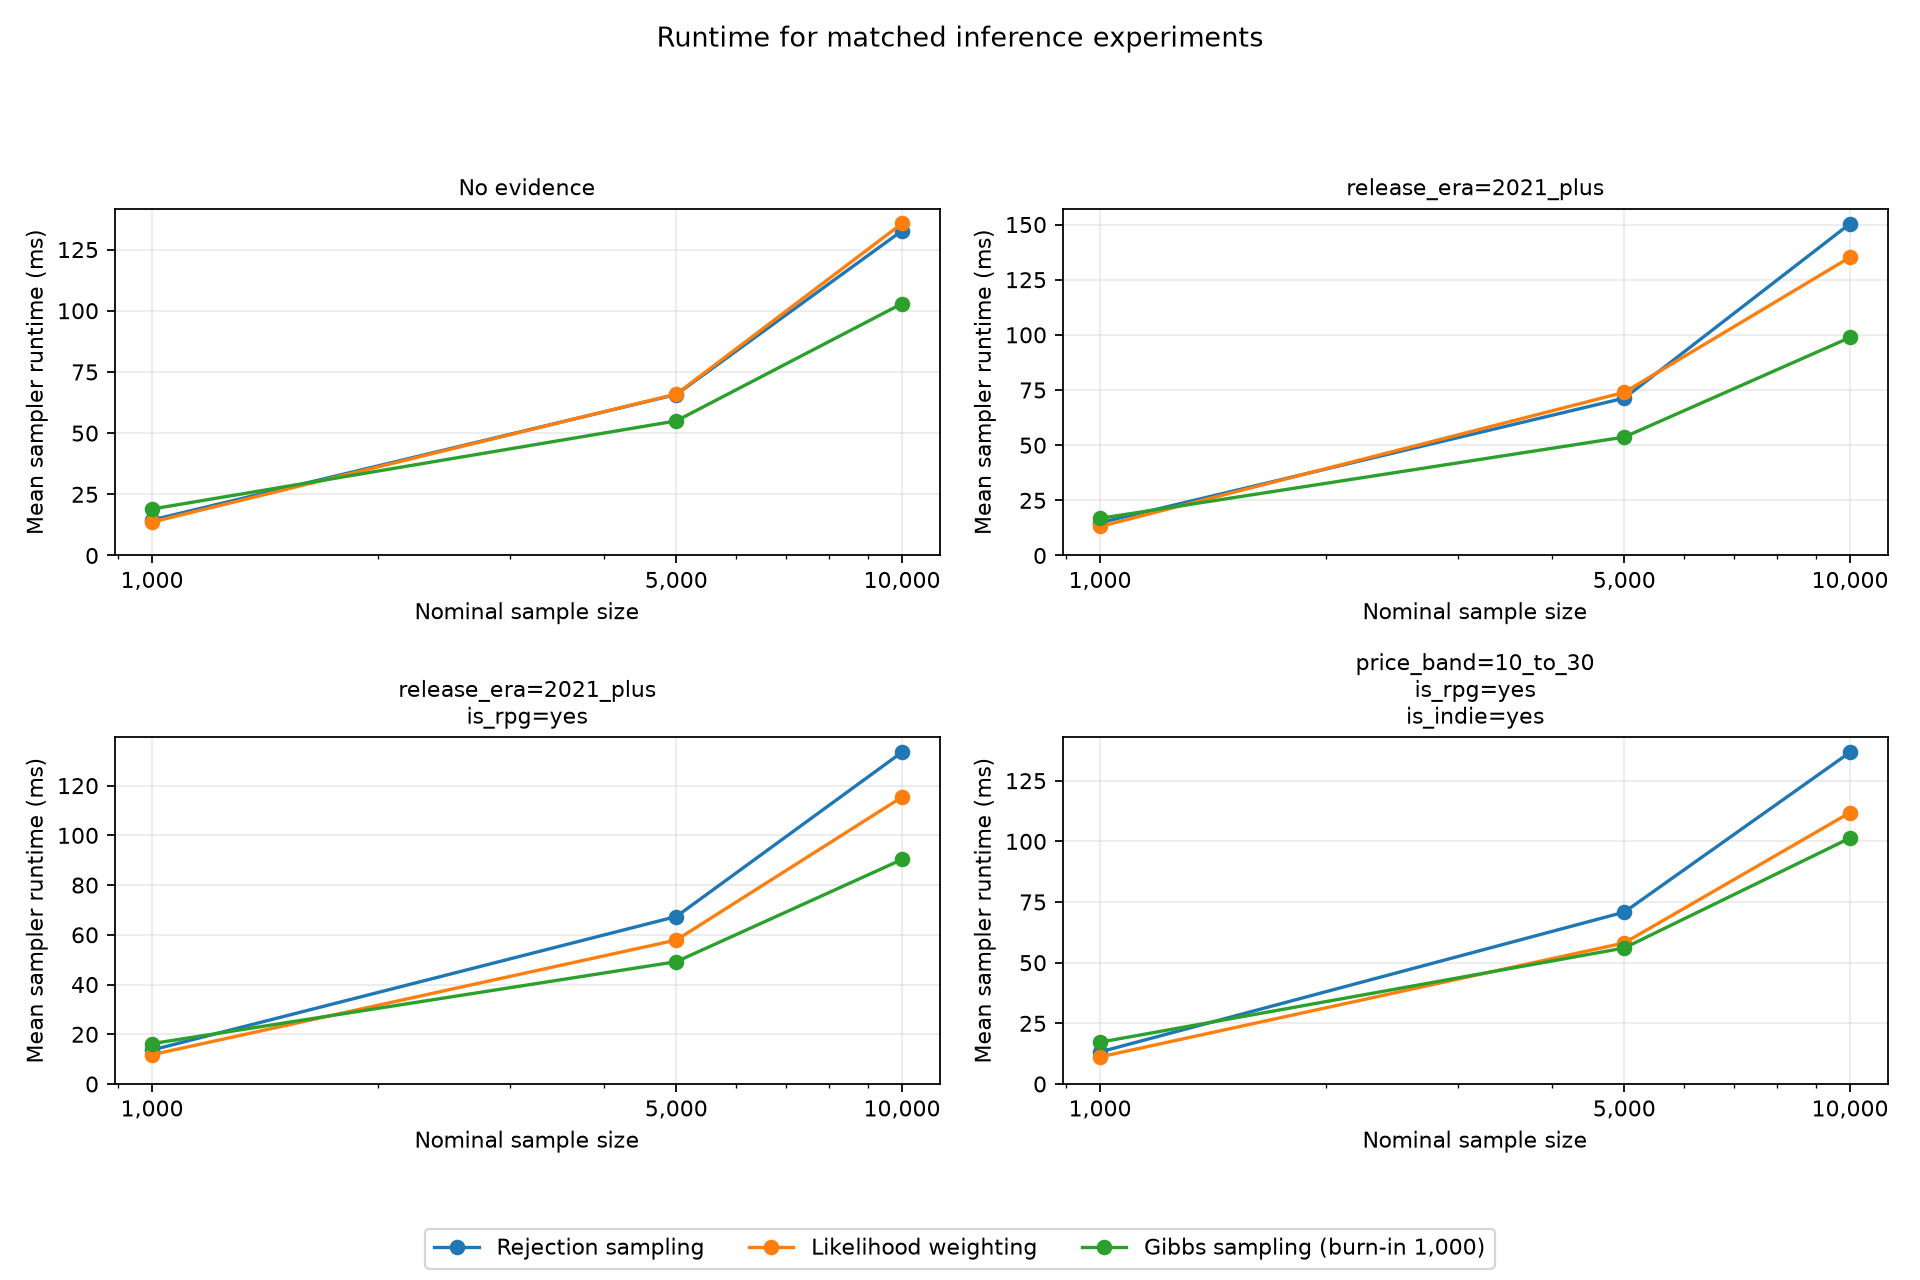 Runtime for matched inference experiments
No evidence
Mean sampler runtime (ms)
125
100
75
50
25
0
1,000
5,000
10,000
Nominal sample size
release_era=2021_plus
Mean sampler runtime (ms)
150
125
100
75
50
25
0
1,000
5,000
10,000
Nominal sample size
release_era=2021_plus
is_rpg=yes
Mean sampler runtime (ms)
120
100
80
60
40
20
0
1,000
5,000
10,000
Nominal sample size
price_band=10_to_30
is_rpg=yes
is_indie=yes
Mean sampler runtime (ms)
125
100
75
50
25
0
1,000
5,000
10,000
Nominal sample size
Rejection sampling
Likelihood weighting
Gibbs sampling (burn-in 1,000)